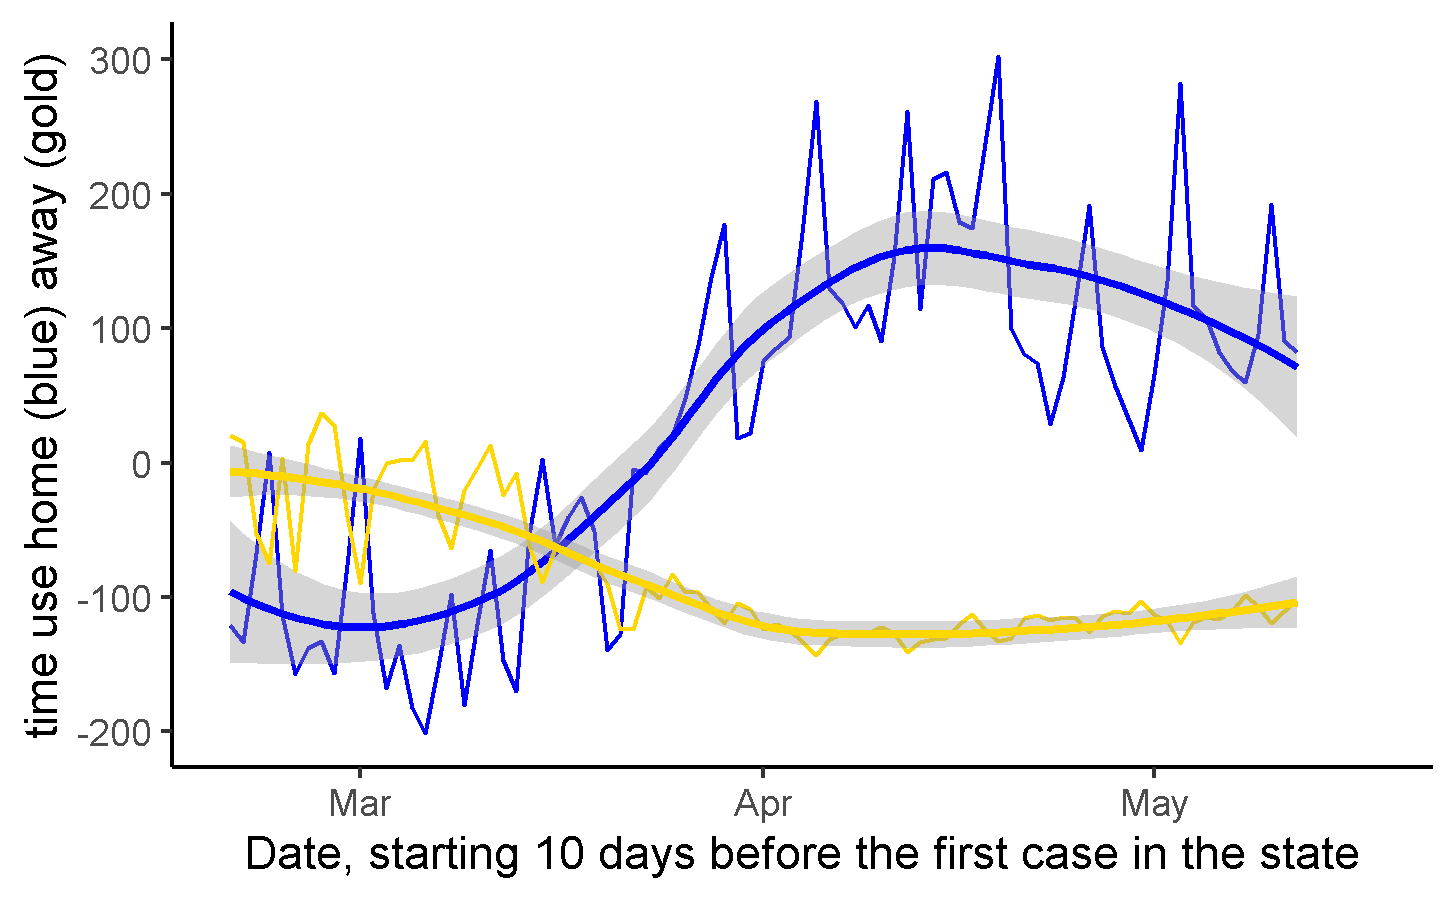 time use home (blue) away (gold)
300
200
100
0
-100
-200
Mar Apr May
Date, starting 10 days before the first case in the state